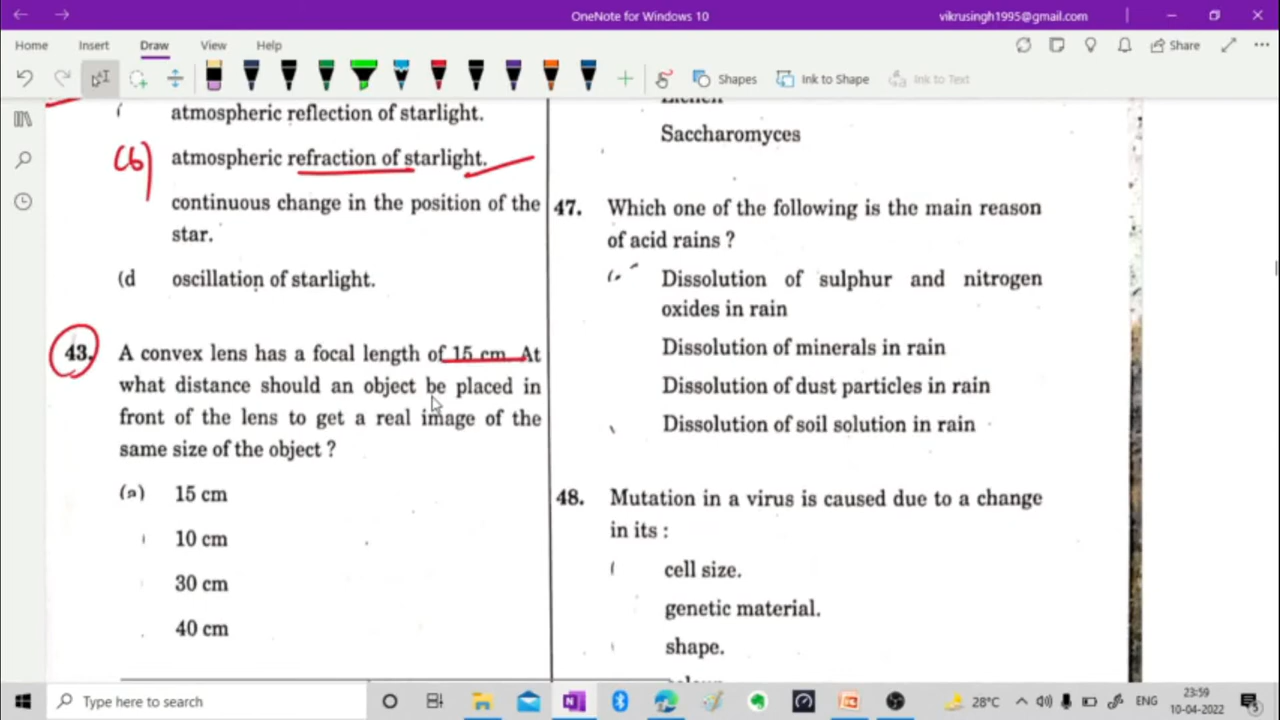 OneNote for Windows 10
vikrusingh1995@gmail.com
Home Insert Draw View Help
Share
Shapes Ink to Shape Ink to Text
atmospheric reflection of starlight.
(b) atmospheric refraction of starlight.
continuous change in the position of the
star.
(d oscillation of starlight.
43. A convex lens has a focal length of 15 cm. At
what distance should an object be placed in
front of the lens to get a real image of the
same size of the object ?
(a) 15 cm
10 cm
30 cm
40 cm
Lichen
Saccharomyces
47. Which one of the following is the main reason
of acid rains ?
Dissolution of sulphur and nitrogen
oxides in rain
Dissolution of minerals in rain
Dissolution of dust particles in rain
Dissolution of soil solution in rain
48. Mutation in a virus is caused due to a change
in its :
cell size.
genetic material.
shape.
Type here to search
28°C
ENG
23:59
10-04-2022